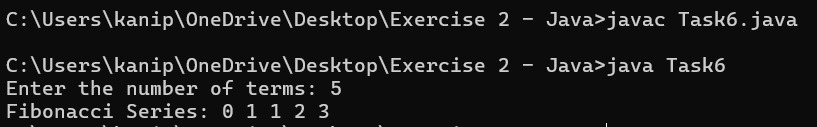 C:\Users\kanip\OneDrive\Desktop\Exercise 2 - Java>javac Task6.java
C:\Users\kanip\OneDrive\Desktop\Exercise 2 - Java>java Task6
Enter the number of terms: 5
Fibonacci Series: 0 1 1 2 3